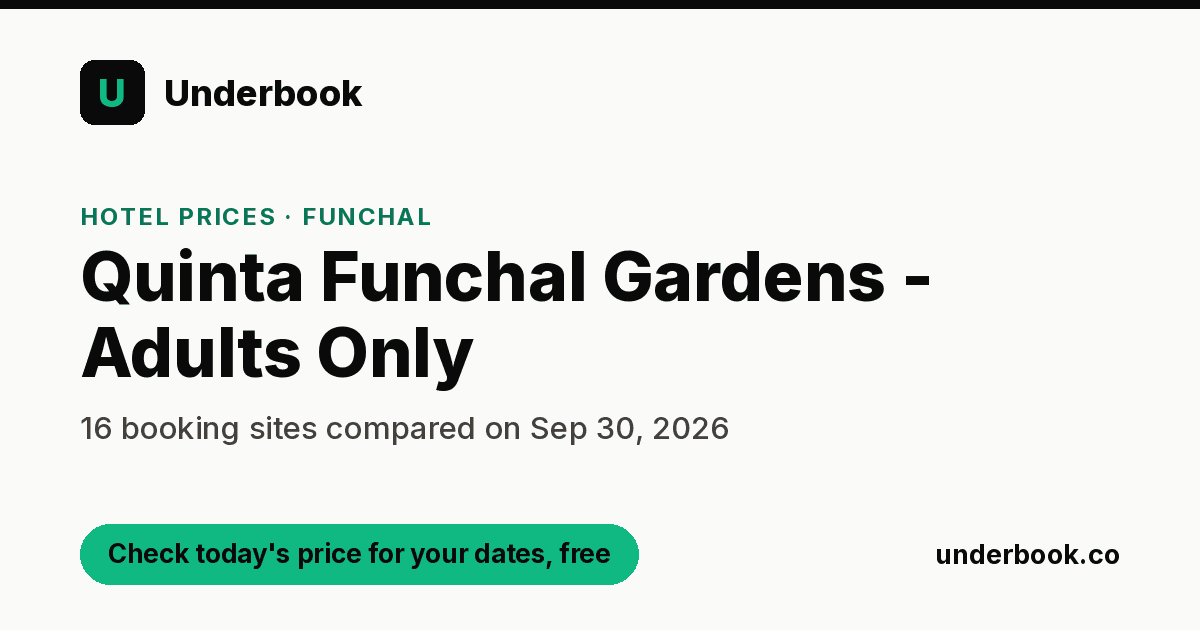 U Underbook
HOTEL PRICES · FUNCHAL
Quinta Funchal Gardens -
Adults Only
16 booking sites compared on Sep 30, 2026
Check today's price for your dates, free
underbook.co